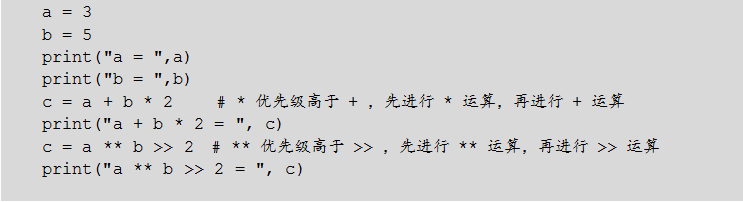 a = 3
b = 5
print("a = ",a)
print("b = ",b)
c = a + b * 2    # * 优先级高于 + ，先进行 * 运算，再进行 + 运算
print("a + b * 2 = ", c)
c = a ** b >> 2  # ** 优先级高于 >> ，先进行 ** 运算，再进行 >> 运算
print("a ** b >> 2 = ", c)